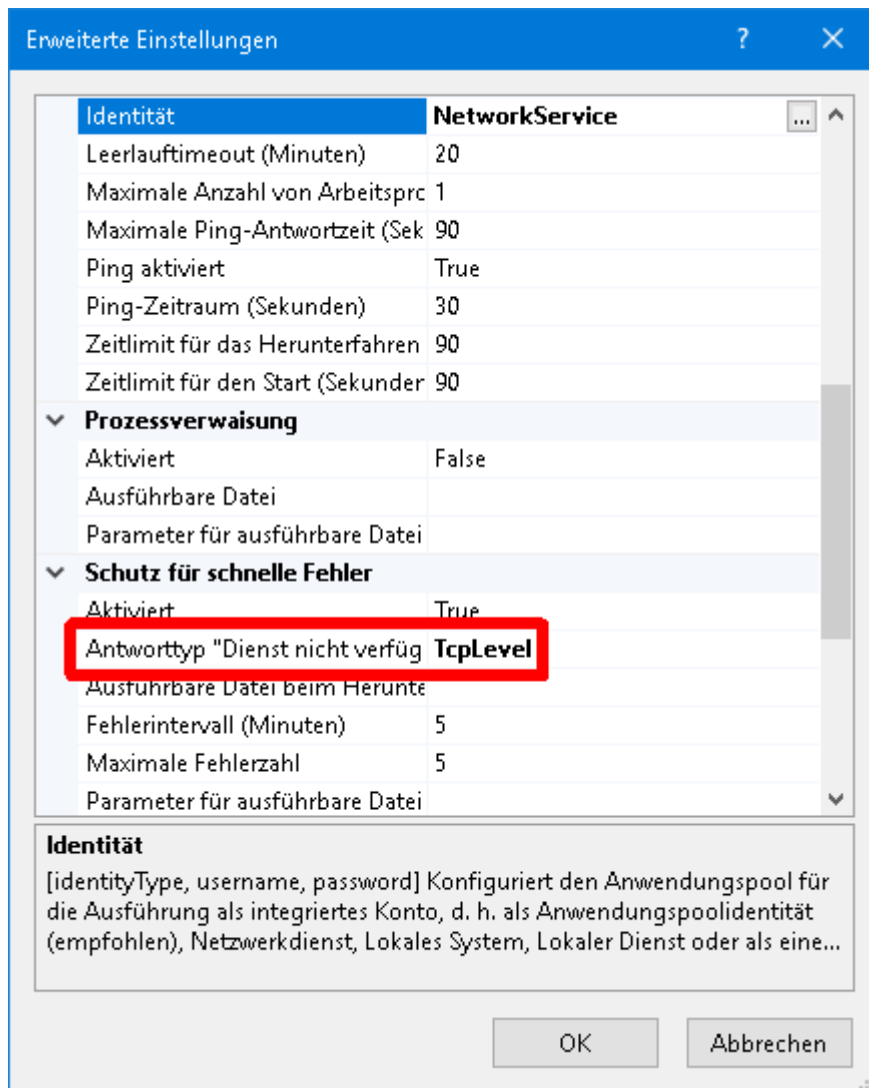 Erweiterte Einstellungen ?
Identität NetworkService ...
Leerlauftimeout (Minuten) 20
Maximale Anzahl von Arbeitsprc 1
Maximale Ping-Antwortzeit (Sek 90
Ping aktiviert True
Ping-Zeitraum (Sekunden) 30
Zeitlimit für das Herunterfahren 90
Zeitlimit für den Start (Sekunder 90
Prozessverwaisung
Aktiviert False
Ausführbare Datei
Parameter für ausführbare Datei
Schutz für schnelle Fehler
Aktiviert True
Antworttyp "Dienst nicht verfüg TcpLevel
Ausführbare Datei beim Herunte
Fehlerintervall (Minuten) 5
Maximale Fehlerzahl 5
Parameter für ausführbare Datei
Identität
[identityType, username, password] Konfiguriert den Anwendungspool für
die Ausführung als integriertes Konto, d. h. als Anwendungspoolidentität
(empfohlen), Netzwerkdienst, Lokales System, Lokaler Dienst oder als eine...
OK Abbrechen